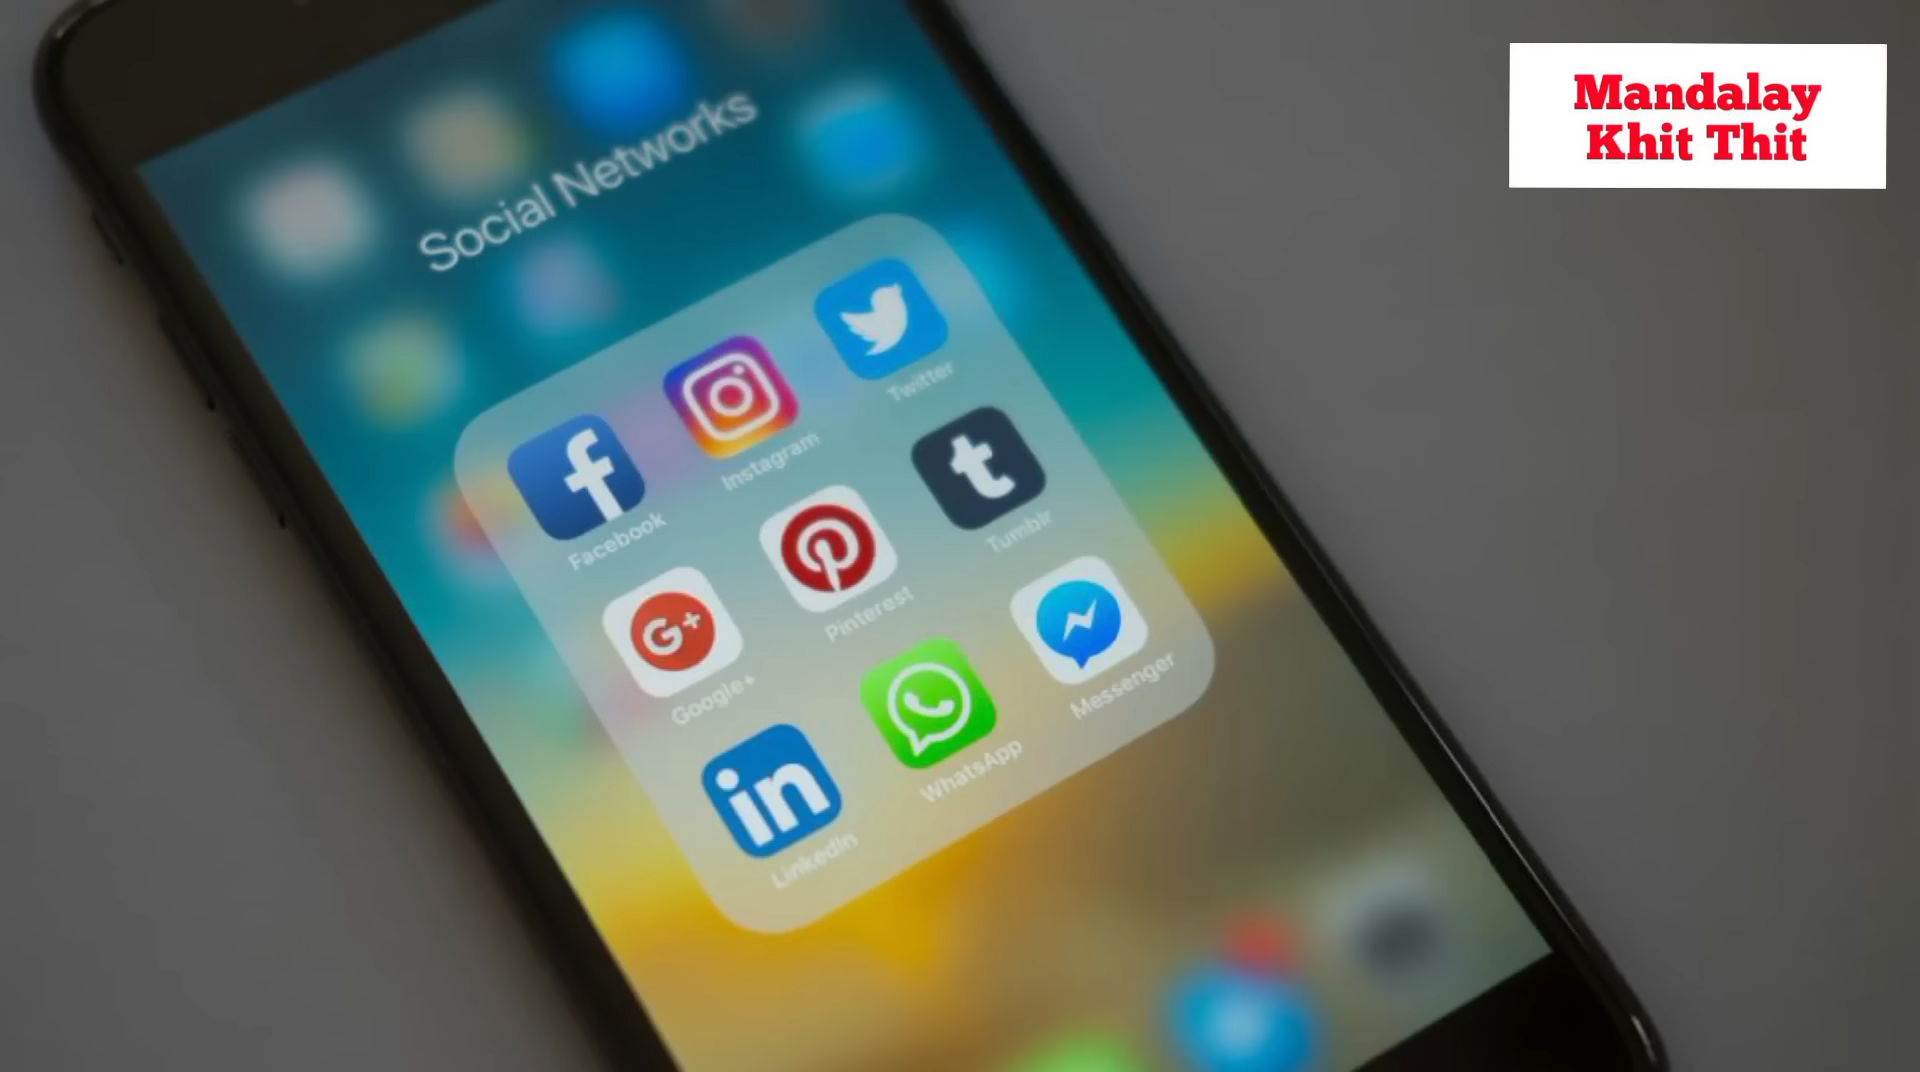 Mandalay
Khit Thit
Social Networks
Facebook
Instagram
Twitter
Google+
Pinterest
Tumblr
LinkedIn
WhatsApp
Messenger